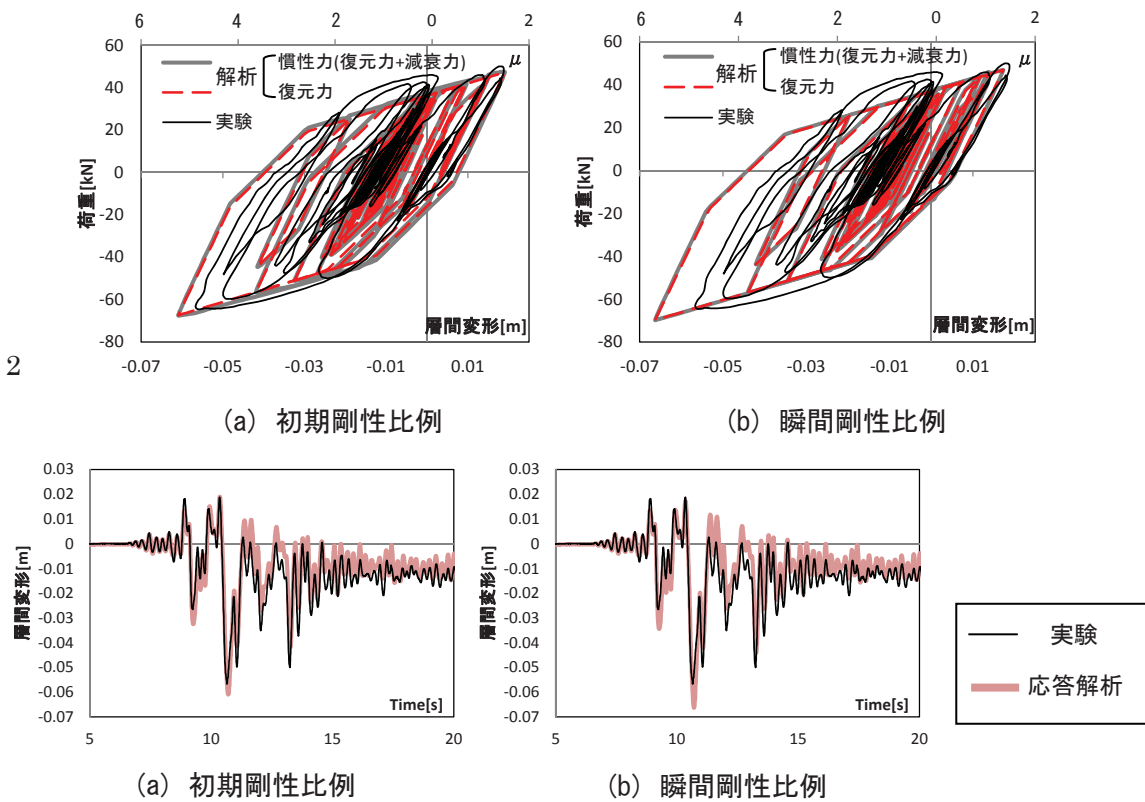 6 4 2 0 2
60
40
20
0
-20
-40
-60
-80
荷重[kN]
解析
慣性力(復元力+減衰力)
復元力
実験
μ
層間変形[m]
-0.07 -0.05 -0.03 -0.01 0.01
(a) 初期剛性比例
6 4 2 0 2
60
40
20
0
-20
-40
-60
-80
荷重[kN]
解析
慣性力(復元力+減衰力)
復元力
実験
μ
層間変形[m]
-0.07 -0.05 -0.03 -0.01 0.01
(b) 瞬間剛性比例
2
0.03
0.02
0.01
0
-0.01
-0.02
-0.03
-0.04
-0.05
-0.06
-0.07
層間変形[m]
Time[s]
5 10 15 20
(a) 初期剛性比例
0.03
0.02
0.01
0
-0.01
-0.02
-0.03
-0.04
-0.05
-0.06
-0.07
層間変形[m]
Time[s]
5 10 15 20
(b) 瞬間剛性比例
実験
応答解析